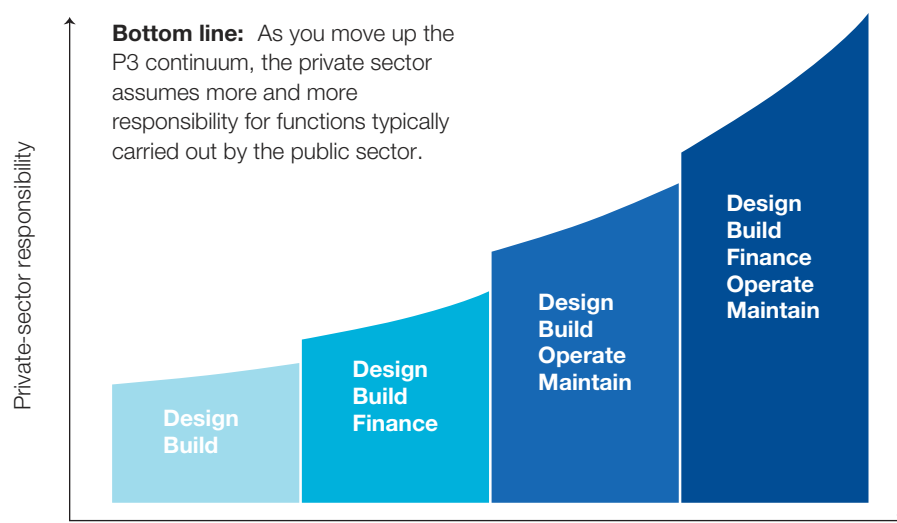 Bottom line: As you move up the
P3 continuum, the private sector
assumes more and more
responsibility for functions typically
carried out by the public sector.
Private-sector responsibility
Design
Build
Design
Build
Finance
Design
Build
Operate
Maintain
Design
Build
Finance
Operate
Maintain